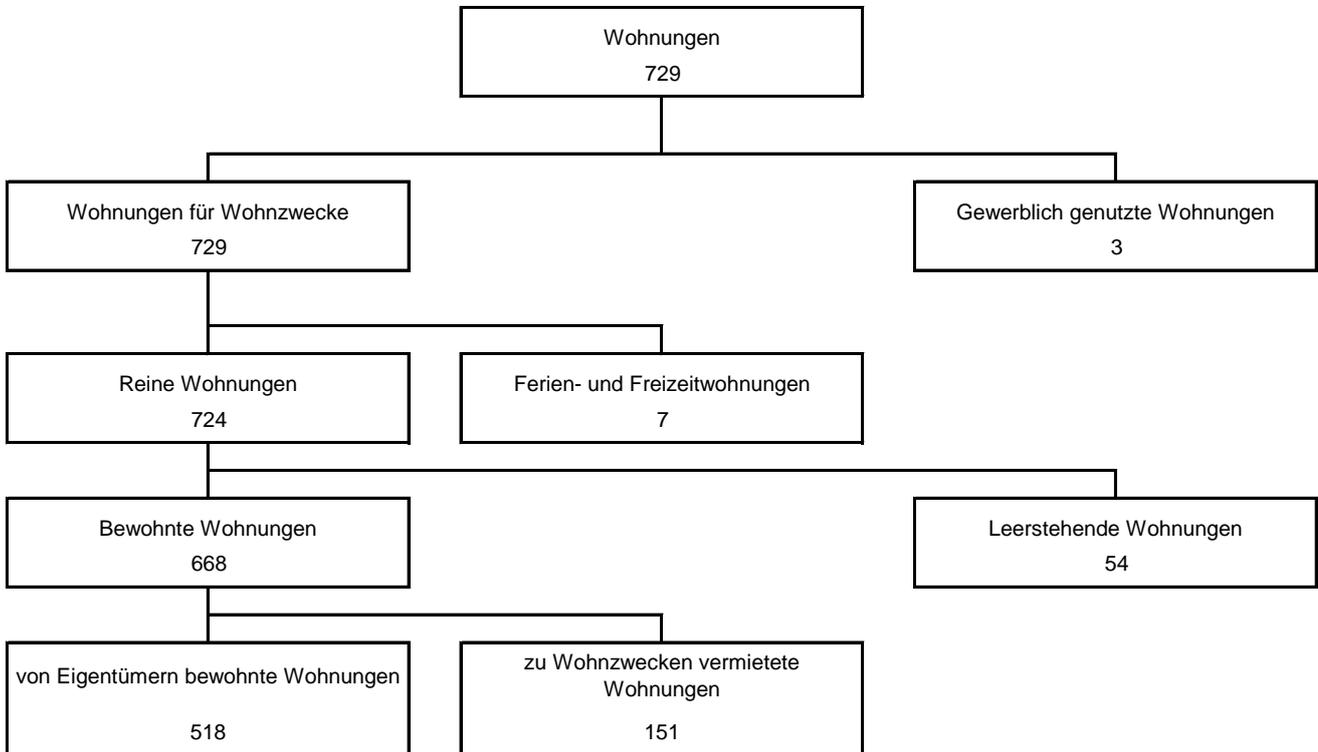 Wohnungen
729
Wohnungen für Wohnzwecke
729
Gewerblich genutzte Wohnungen
3
Reine Wohnungen
724
Ferien- und Freizeitwohnungen
7
Bewohnte Wohnungen
668
Leerstehende Wohnungen
54
von Eigentümern bewohnte Wohnungen
518
zu Wohnzwecken vermietete
Wohnungen
151